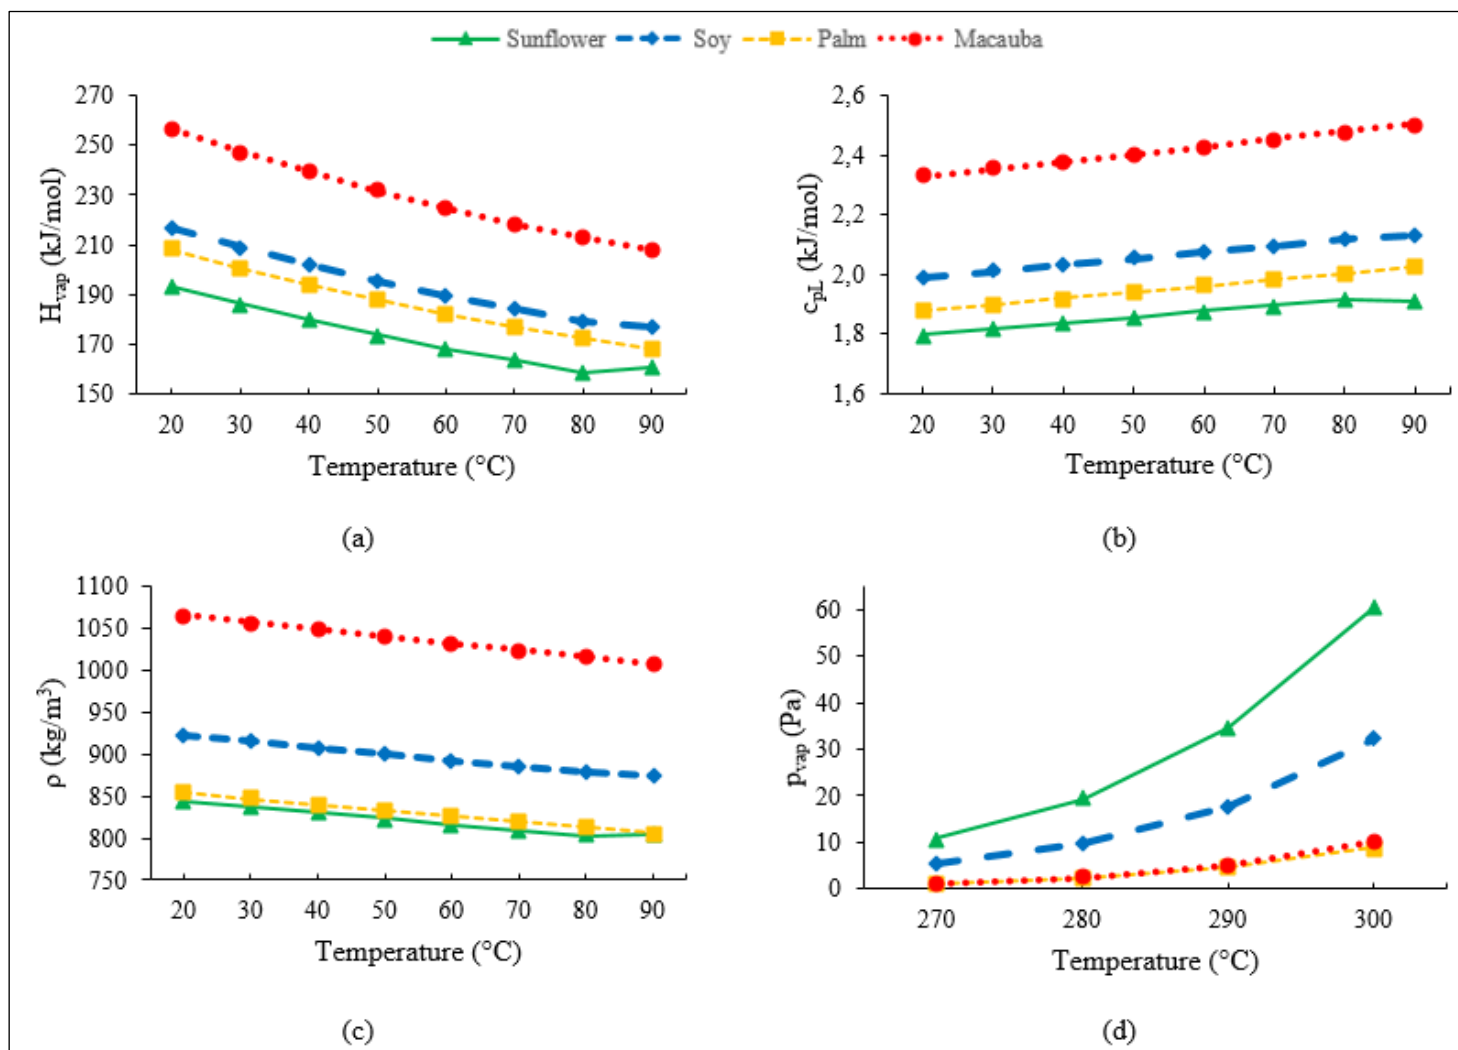 Sunflower Soy Palm Macauba
270
250
230
210
190
170
150
H_vap (kJ/mol)
20 30 40 50 60 70 80 90
Temperature (°C)
(a)
2,6
2,4
2,2
2,0
1,8
1,6
c_pL (kJ/mol)
20 30 40 50 60 70 80 90
Temperature (°C)
(b)
1100
1050
1000
950
900
850
800
750
ρ (kg/m³)
20 30 40 50 60 70 80 90
Temperature (°C)
(c)
60
50
40
30
20
10
0
p_vap (Pa)
270 280 290 300
Temperature (°C)
(d)